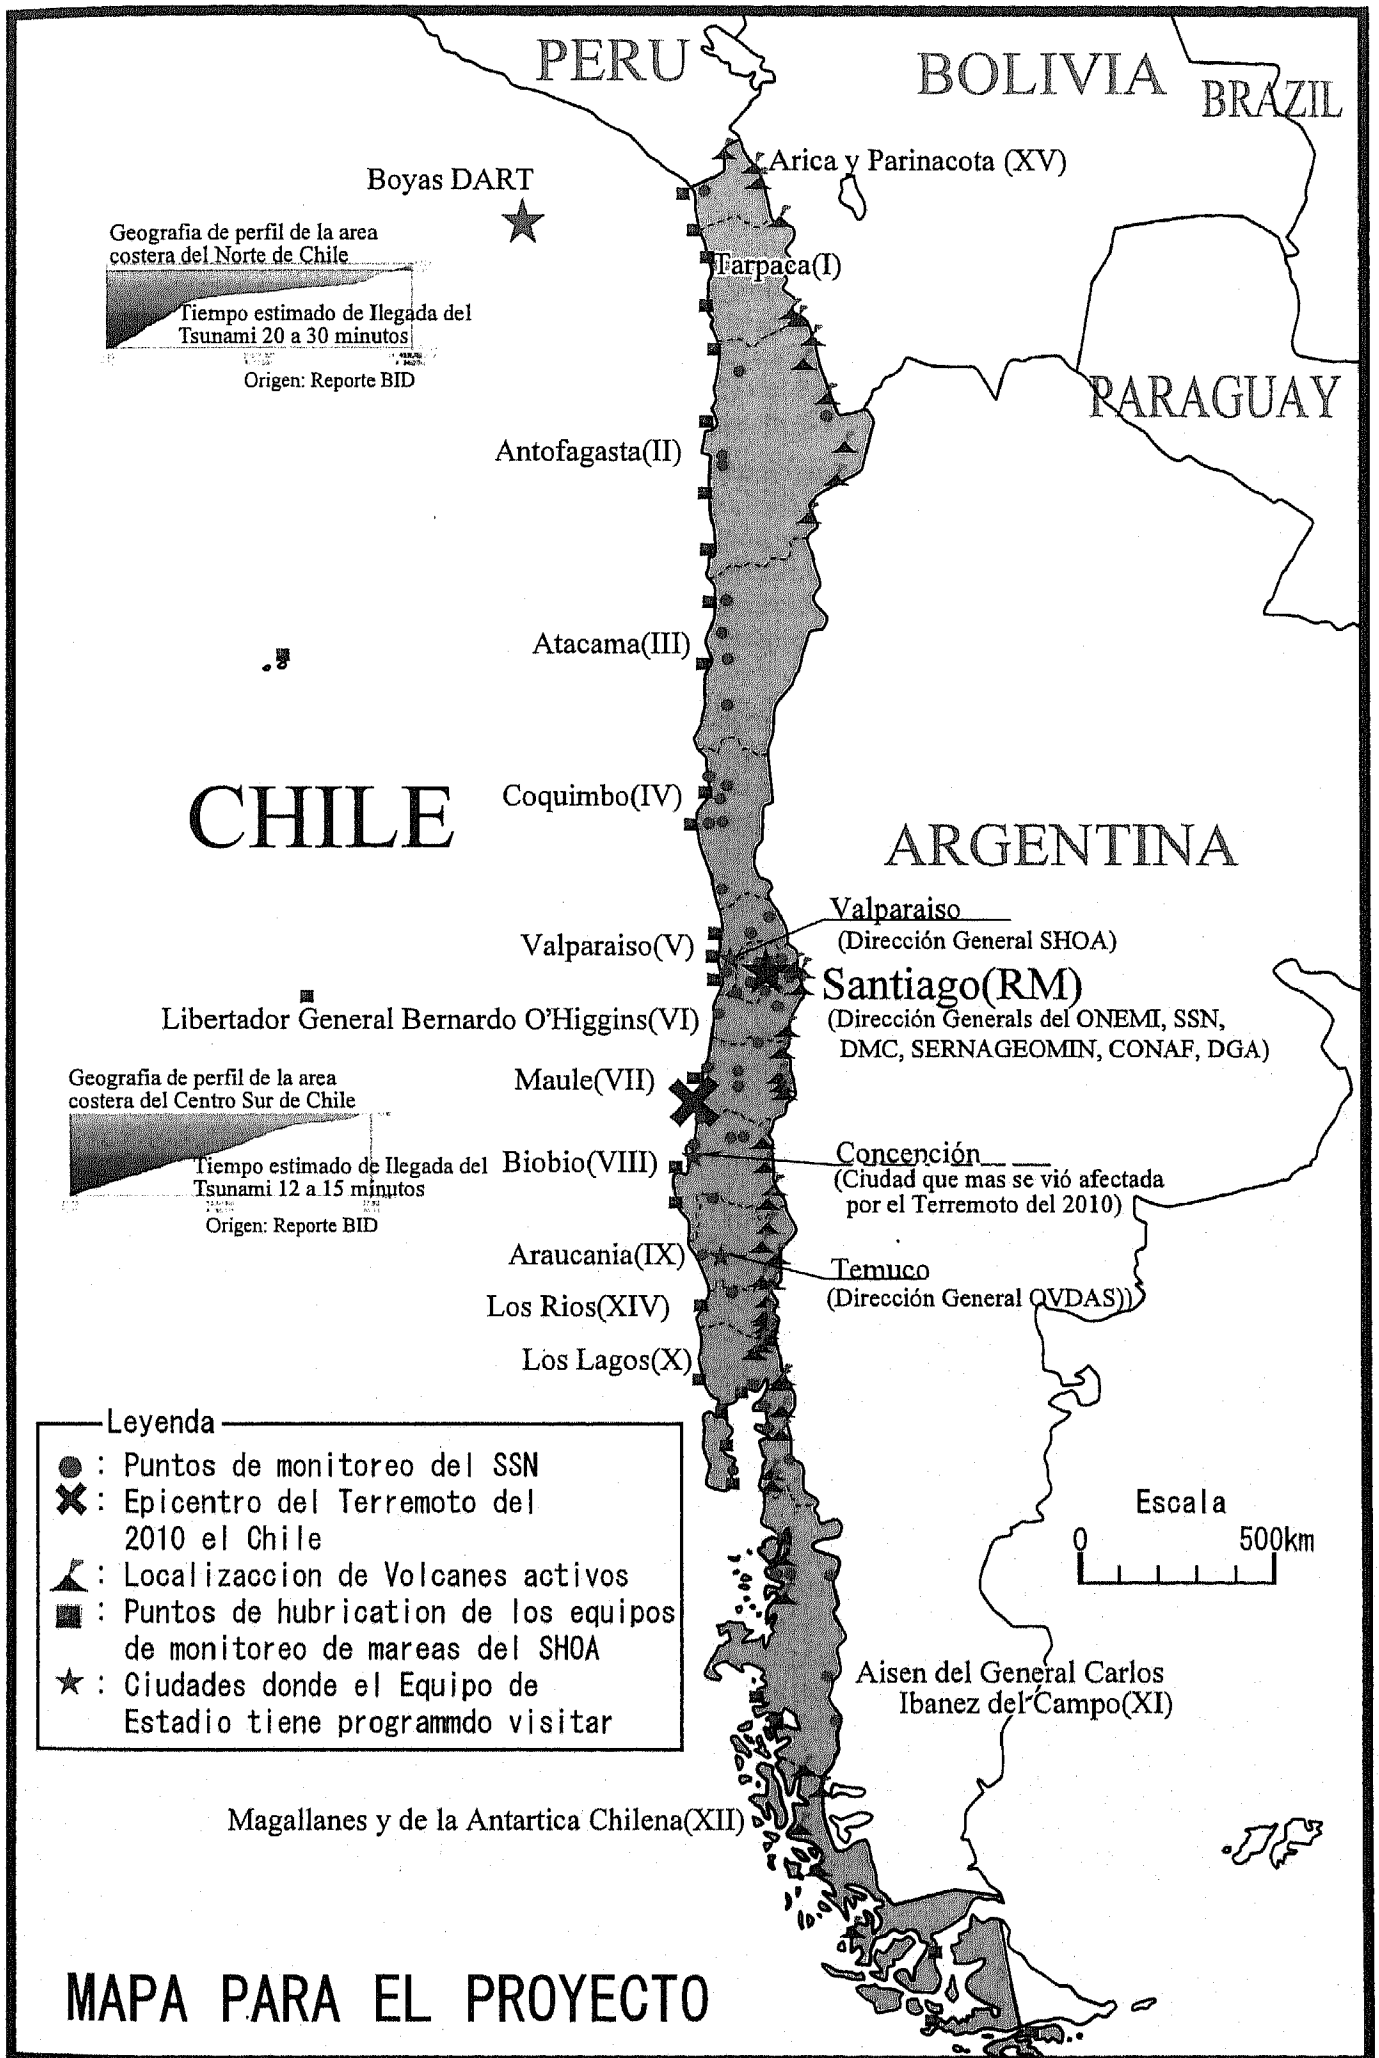 PERU
BOLIVIA
BRAZIL
Boyas DART
Arica y Parinacota (XV)
Geografia de perfil de la area
costera del Norte de Chile
Tarpaca(I)
Tiempo estimado de Ilegada del
Tsunami 20 a 30 minutos
Origen: Reporte BID
PARAGUAY
Antofagasta(II)
Atacama(III)
CHILE
Coquimbo(IV)
ARGENTINA
Valparaiso
(Dirección General SHOA)
Valparaiso(V)
Santiago(RM)
(Dirección Generals del ONEMI, SSN,
DMC, SERNAGEOMIN, CONAF, DGA)
Libertador General Bernardo O'Higgins(VI)
Geografia de perfil de la area
costera del Centro Sur de Chile
Maule(VII)
Tiempo estimado de Ilegada del
Tsunami 12 a 15 minutos
Origen: Reporte BID
Biobio(VIII)
Concención
(Ciudad que mas se vió afectada
por el Terremoto del 2010)
Araucania(IX)
Temuco
(Dirección General OVDAS))
Los Rios(XIV)
Los Lagos(X)
Leyenda
: Puntos de monitoreo del SSN
: Epicentro del Terremoto del
2010 el Chile
: Localizaccion de Volcanes activos
: Puntos de hubrication de los equipos
de monitoreo de mareas del SHOA
: Ciudades donde el Equipo de
Estadio tiene programmdo visitar
Escala
0 500km
Aisen del General Carlos
Ibanez del Campo(XI)
Magallanes y de la Antartica Chilena(XII)
MAPA PARA EL PROYECTO